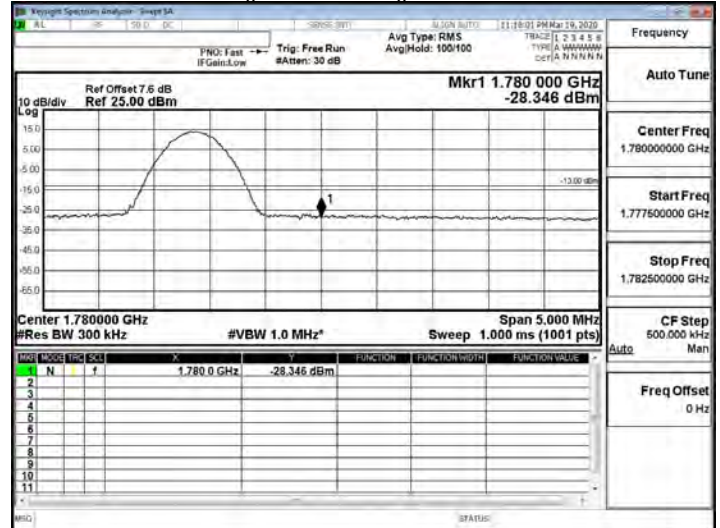 Keysight Spectrum Analyzer - Swept SA
RL RF 50 Ω DC SENSE:INT ALIGN AUTO 11:18:01 PM Mar 19, 2020
Frequency
PNO: Fast Trig: Free Run Avg Type: RMS TRACE 1 2 3 4 5 6
IFGain:Low #Atten: 30 dB Avg|Hold: 100/100 TYPE A WWWWW
DET A N N N N N
Auto Tune
Mkr1 1.780 000 GHz
Ref Offset 7.6 dB
-28.346 dBm
10 dB/div Ref 25.00 dBm
Log
15.0
5.00
-5.00
-13.00 dBm
-15.0
-25.0
1
-35.0
-45.0
-55.0
-65.0
Center Freq
1.780000000 GHz
Start Freq
1.777500000 GHz
Stop Freq
1.782500000 GHz
Center 1.780000 GHz Span 5.000 MHz
#Res BW 300 kHz #VBW 1.0 MHz* Sweep 1.000 ms (1001 pts)
CF Step
500.000 kHz
Auto Man
MKR MODE TRC SCL X Y FUNCTION FUNCTION WIDTH FUNCTION VALUE
1 N f 1.780 0 GHz -28.346 dBm
2
3
4
5
6
7
8
9
10
11
Freq Offset
0 Hz
MSG STATUS